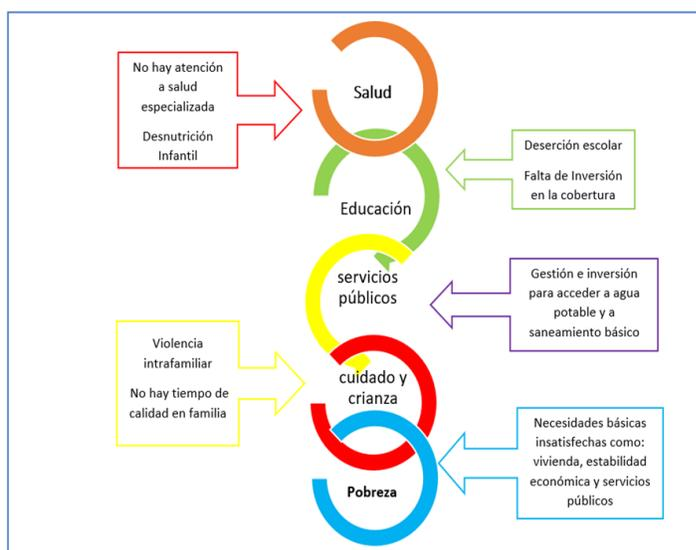 No hay atención
a salud
especializada
Desnutrición
Infantil
Salud
Deserción escolar
Falta de Inversión
en la cobertura
Educación
servicios
públicos
Gestión e inversión
para acceder a agua
potable y a
saneamiento básico
Violencia
intrafamiliar
No hay tiempo de
calidad en familia
cuidado y
crianza
Necesidades básicas
insatisfechas como:
vivienda, estabilidad
económica y servicios
públicos
Pobreza